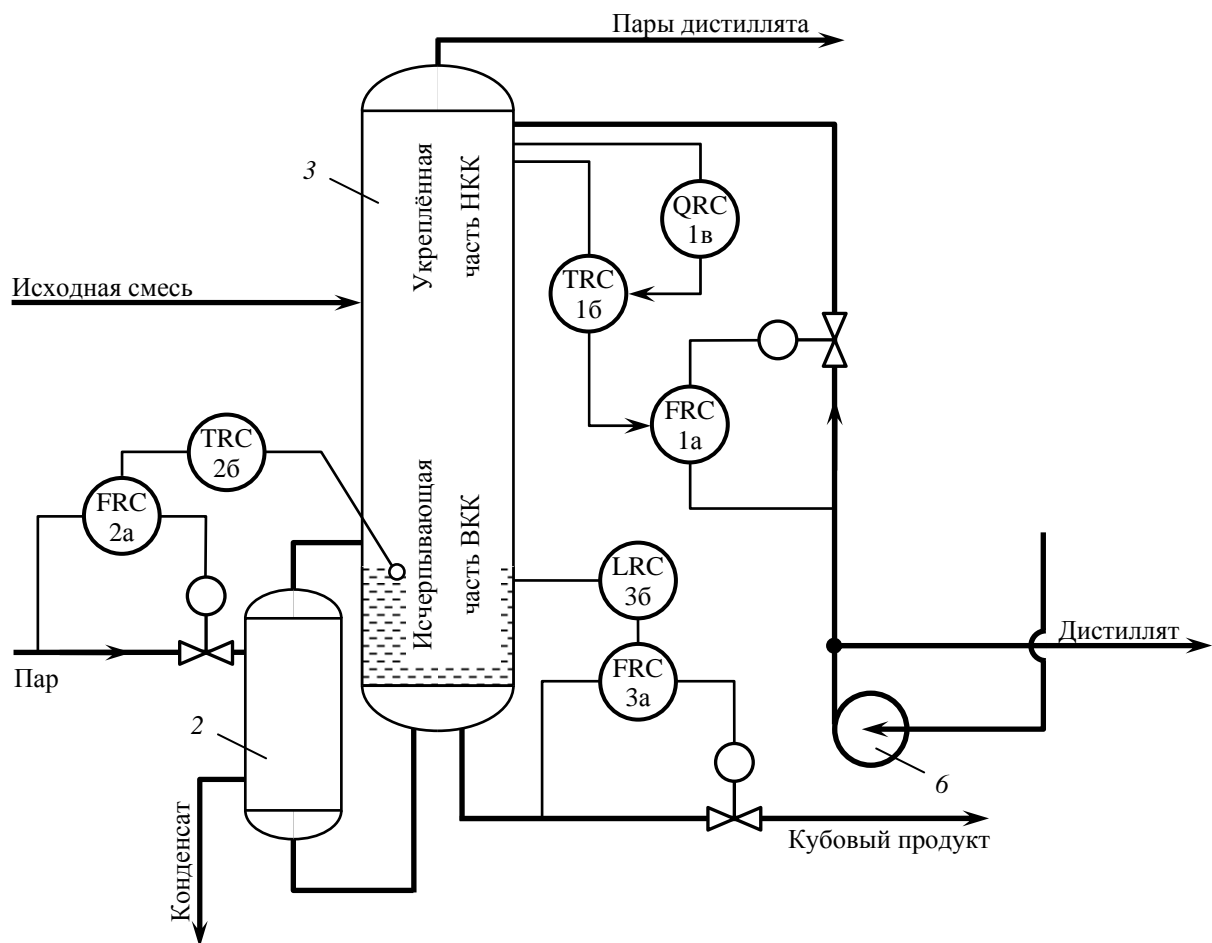 Пары дистиллята
3
Укреплённая
часть НКК
QRC
1в
TRC
1б
Исходная смесь
FRC
1а
TRC
2б
FRC
2а
Исчерпывающая
часть ВКК
LRC
3б
Дистиллят
Пар
FRC
3а
2
6
Кубовый продукт
Конденсат